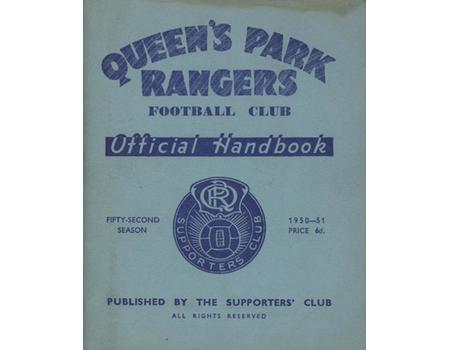 QUEEN'S PARK
RANGERS
FOOTBALL CLUB
Official Handbook
FIFTY-SECOND
SEASON
QPR
SUPPORTERS CLUB
1950—51
PRICE 6d.
PUBLISHED BY THE SUPPORTERS' CLUB
ALL RIGHTS RESERVED